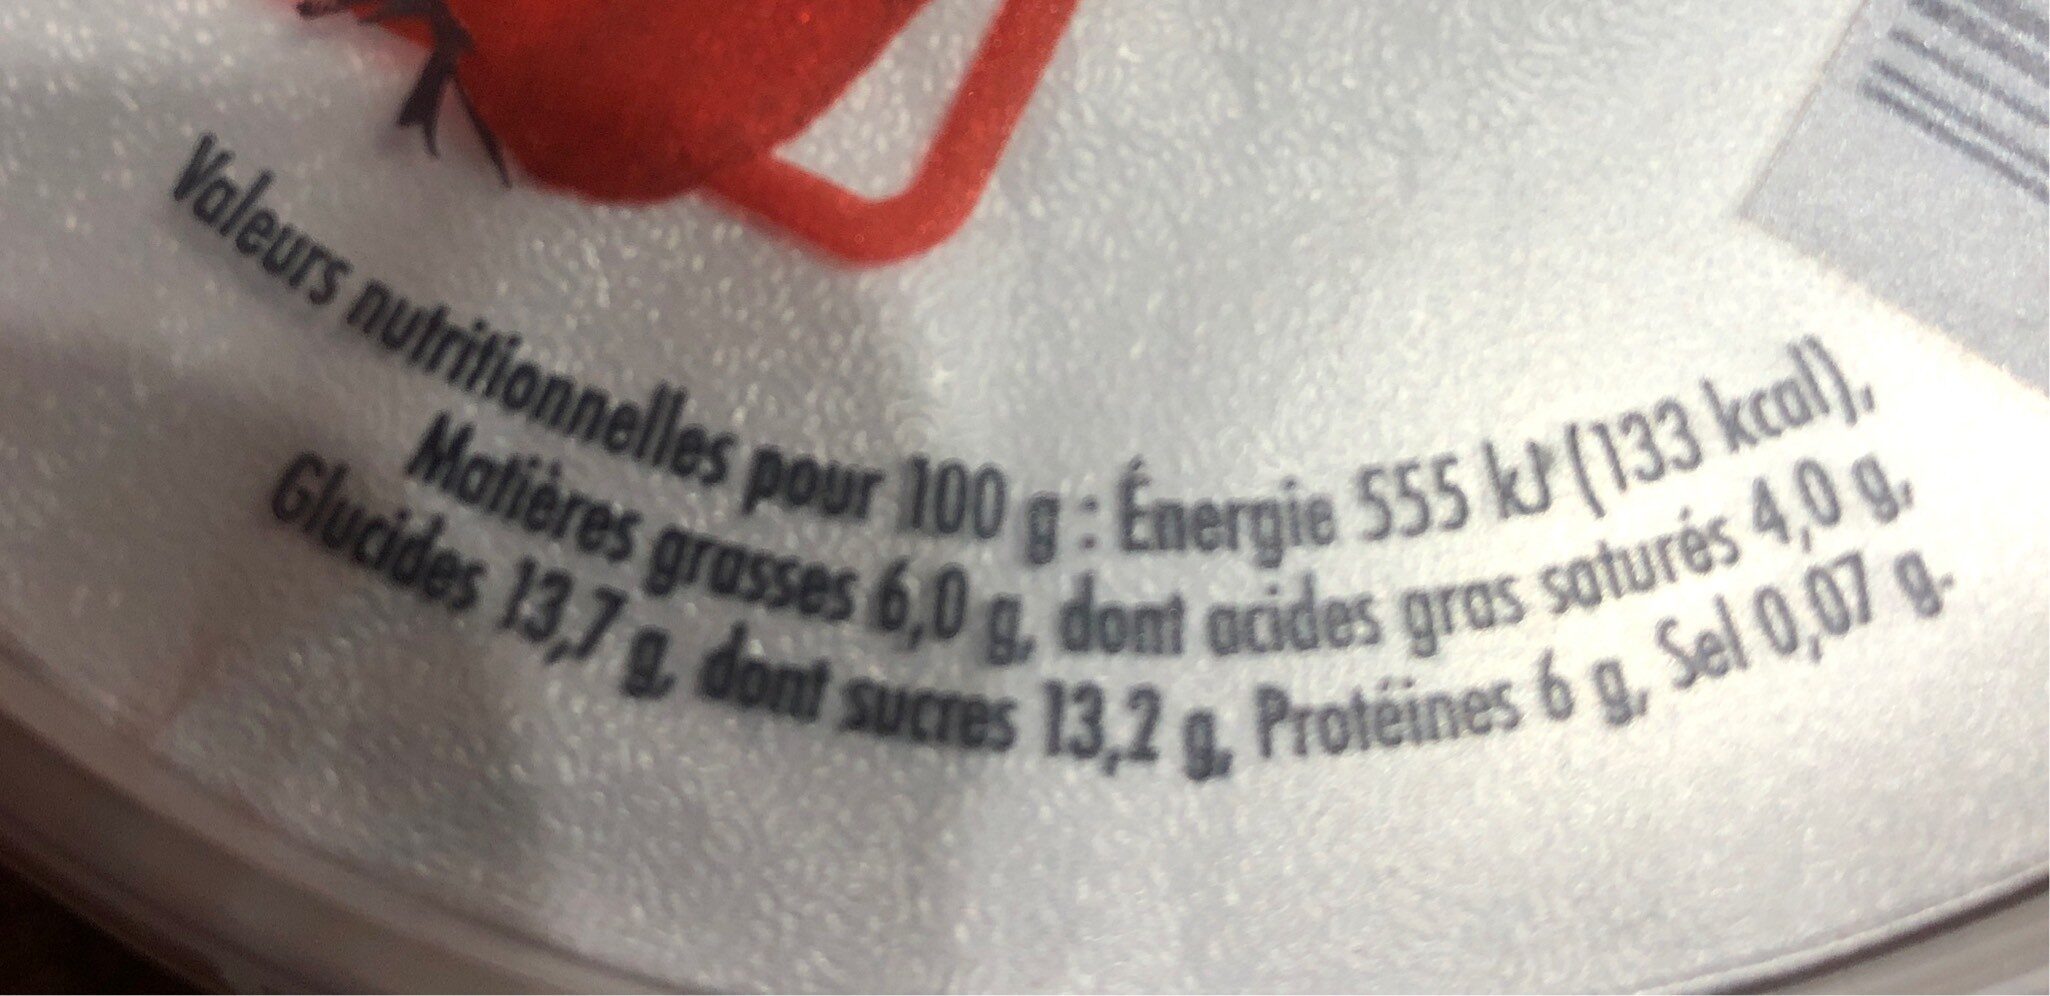 Valeurs nutritionnelles pour 100 g : Énergie 555 kJ (133 kcal),
Matières grasses 6,0 g, dont acides gras saturés 4,0 g,
Glucides 13,7 g, dont sucres 13,2 g, Protéines 6 g, Sel 0,07 g.